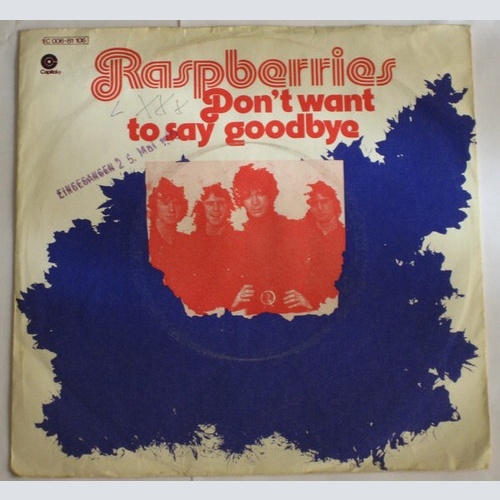 1C 006-81 106
Capitol
Raspberries
Don't want
to say goodbye
EINGEGANGEN 2 5. Mai